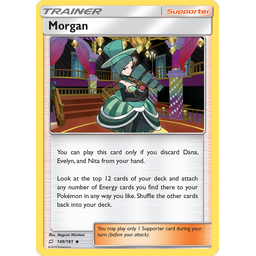 TRAINER
Supporter
Morgan
You can play this card only if you discard Dana,
Evelyn, and Nita from your hand.
Look at the top 12 cards of your deck and attach
any number of Energy cards you find there to your
Pokémon in any way you like. Shuffle the other cards
back into your deck.
You may play only 1 Supporter card during your
turn (before your attack).
Illus. Megumi Mizutani
149/181